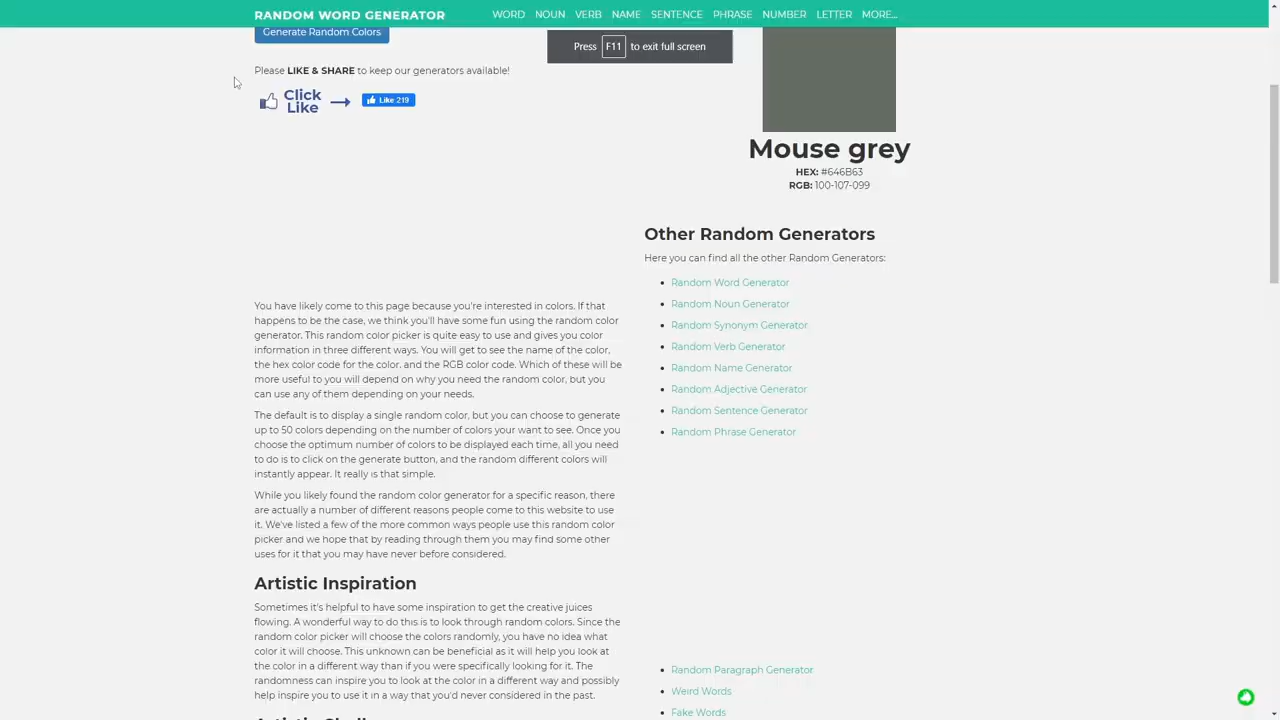 RANDOM WORD GENERATOR
WORD NOUN VERB NAME SENTENCE PHRASE NUMBER LETTER MORE...
Generate Random Colors
Press F11 to exit full screen
Please LIKE & SHARE to keep our generators available!
Click
Like
Like 219
Mouse grey
HEX: #646B63
RGB: 100-107-099
Other Random Generators
Here you can find all the other Random Generators:
Random Word Generator
Random Noun Generator
Random Synonym Generator
Random Verb Generator
Random Name Generator
Random Adjective Generator
Random Sentence Generator
Random Phrase Generator
You have likely come to this page because you're interested in colors. If that
happens to be the case, we think you'll have some fun using the random color
generator. This random color picker is quite easy to use and gives you color
information in three different ways. You will get to see the name of the color,
the hex color code for the color. and the RGB color code. Which of these will be
more useful to you will depend on why you need the random color, but you
can use any of them depending on your needs.
The default is to display a single random color, but you can choose to generate
up to 50 colors depending on the number of colors your want to see. Once you
choose the optimum number of colors to be displayed each time, all you need
to do is to click on the generate button, and the random different colors will
instantly appear. It really is that simple.
While you likely found the random color generator for a specific reason, there
are actually a number of different reasons people come to this website to use
it. We've listed a few of the more common ways people use this random color
picker and we hope that by reading through them you may find some other
uses for it that you may have never before considered.
Artistic Inspiration
Sometimes it's helpful to have some inspiration to get the creative juices
flowing. A wonderful way to do this is to look through random colors. Since the
random color picker will choose the colors randomly, you have no idea what
color it will choose. This unknown can be beneficial as it will help you look at
the color in a different way than if you were specifically looking for it. The
randomness can inspire you to look at the color in a different way and possibly
help inspire you to use it in a way that you'd never considered in the past.
Random Paragraph Generator
Weird Words
Fake Words